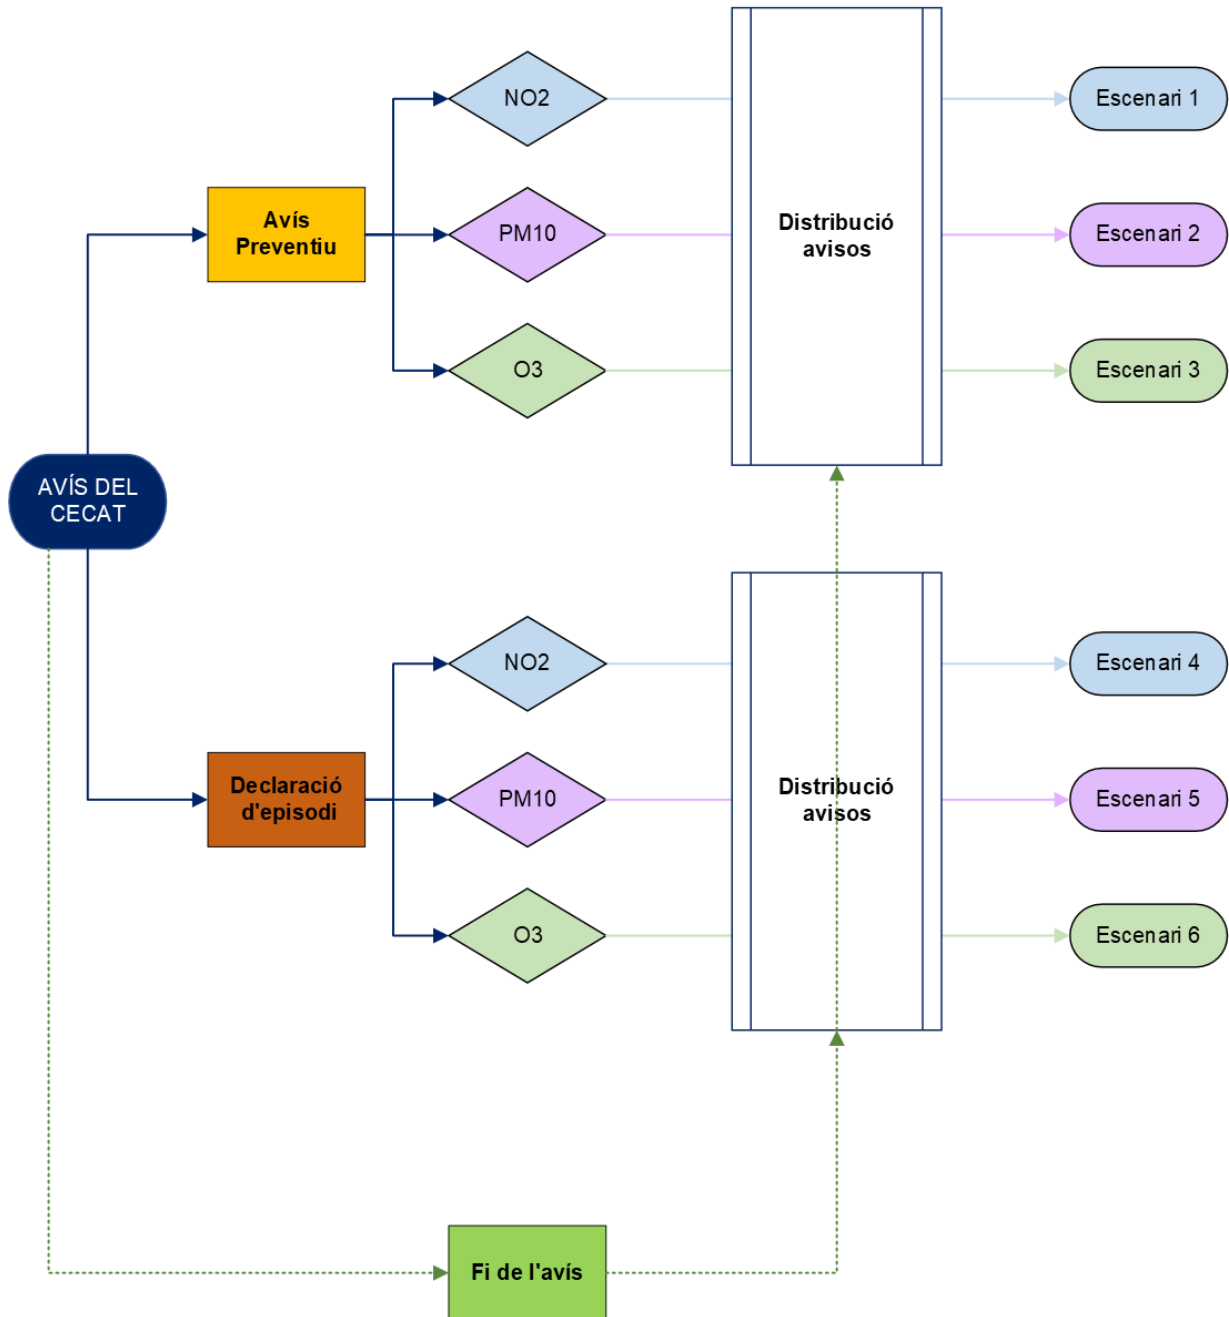 NO2
Escenari 1
Avís
Preventiu
PM10
Distribució
avisos
Escenari 2
O3
Escenari 3
AVÍS DEL
CECAT
NO2
Escenari 4
Declaració
d'episodi
PM10
Distribució
avisos
Escenari 5
O3
Escenari 6
Fi de l'avís